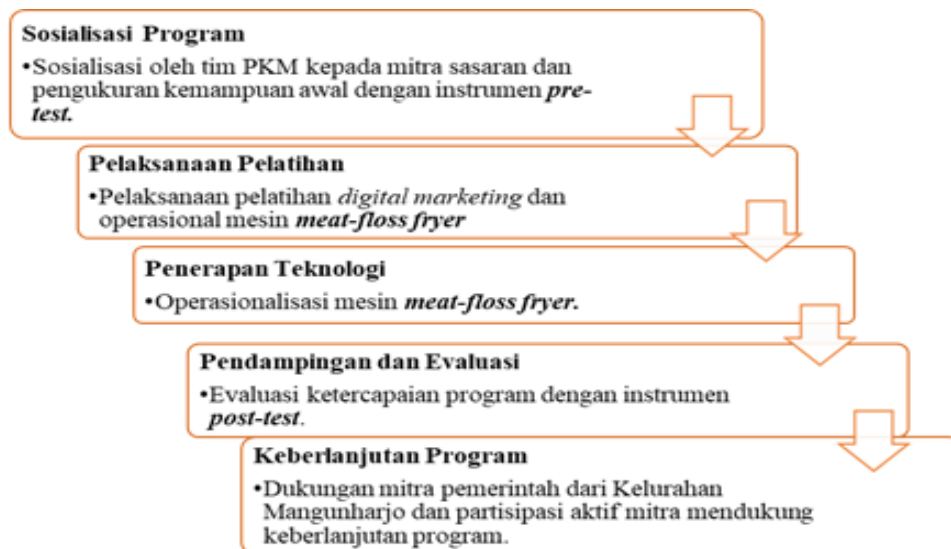 Sosialisasi Program
•Sosialisasi oleh tim PKM kepada mitra sasaran dan
pengukuran kemampuan awal dengan instrumen pre-
test.
Pelaksanaan Pelatihan
•Pelaksanaan pelatihan digital marketing dan
operasional mesin meat-floss fryer
Penerapan Teknologi
•Operasionalisasi mesin meat-floss fryer.
Pendampingan dan Evaluasi
•Evaluasi ketercapaian program dengan instrumen
post-test.
Keberlanjutan Program
•Dukungan mitra pemerintah dari Kelurahan
Mangunharjo dan partisipasi aktif mitra mendukung
keberlanjutan program.